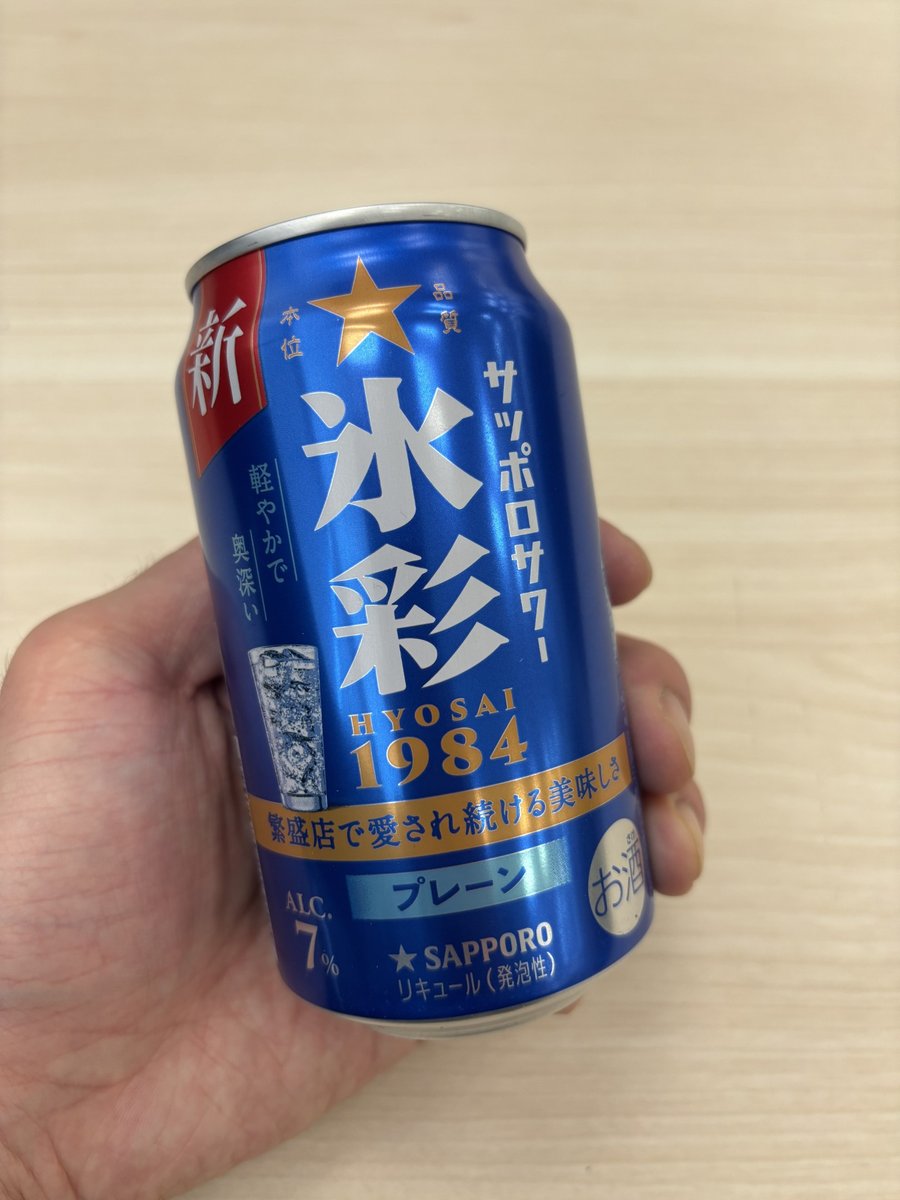 新
品質
本位
サッポロサワー
氷彩
HYOSAI
1984
軽やかで
奥深い
繁盛店で愛され続ける美味しさ
プレーン
お酒
ALC.
7%
SAPPORO
リキュール(発泡性)